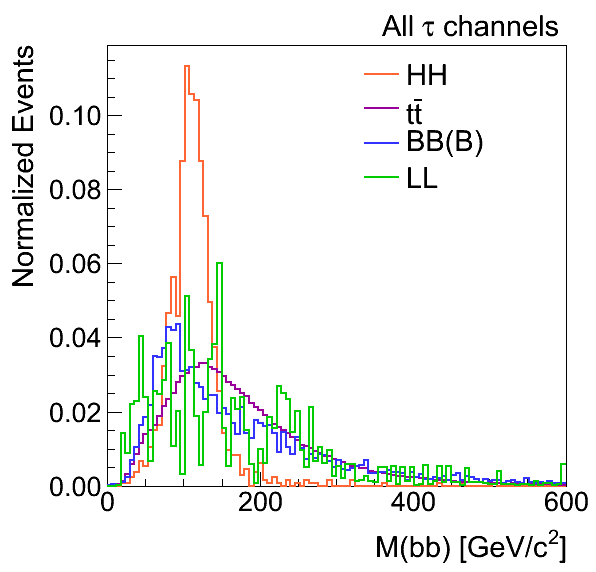 All τ channels
Normalized Events
0.10
0.08
0.06
0.04
0.02
0.00
HH
tt̄
BB(B)
LL
0
200
400
600
M(bb) [GeV/c²]